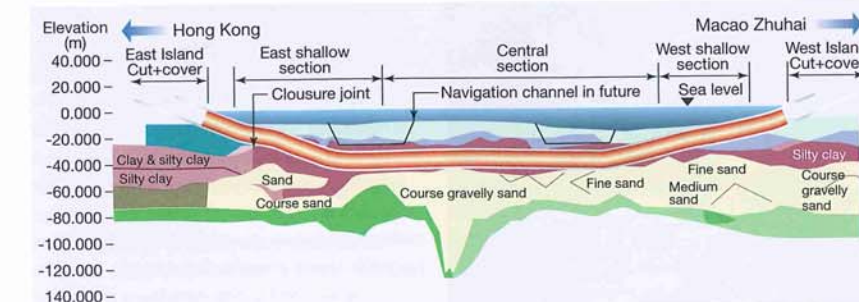 Elevation
(m)
Hong Kong
Macao Zhuhai
East Island
Cut+cover
East shallow
section
Central
section
West shallow
section
West Islan
Cut+cove
40.000
20.000
0.000
-20.000
-40.000
-60.000
-80.000
-100.000
-120.000
140.000
Clousure joint
Navigation channel in future
Sea level
Clay & silty clay
Silty clay
Sand
Course sand
Course gravelly sand
Fine sand
Fine sand
Medium
sand
Silty clay
Course
gravelly
sand